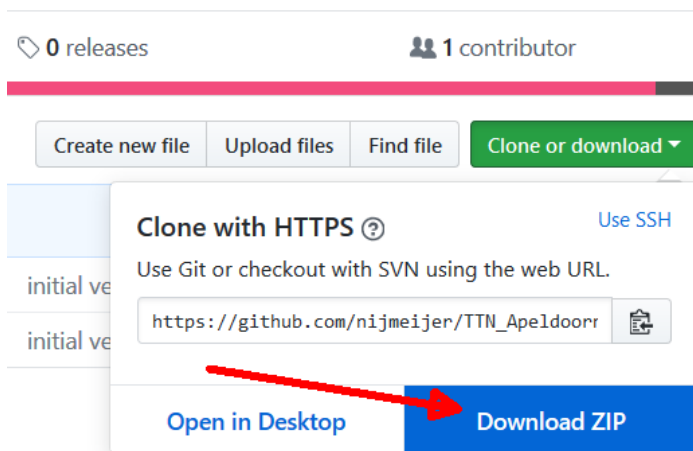 0 releases
1 contributor
Create new file
Upload files
Find file
Clone or download
Clone with HTTPS
Use SSH
Use Git or checkout with SVN using the web URL.
initial ve
https://github.com/nijmeijer/TTN_Apeldoorn
initial ve
Open in Desktop
Download ZIP